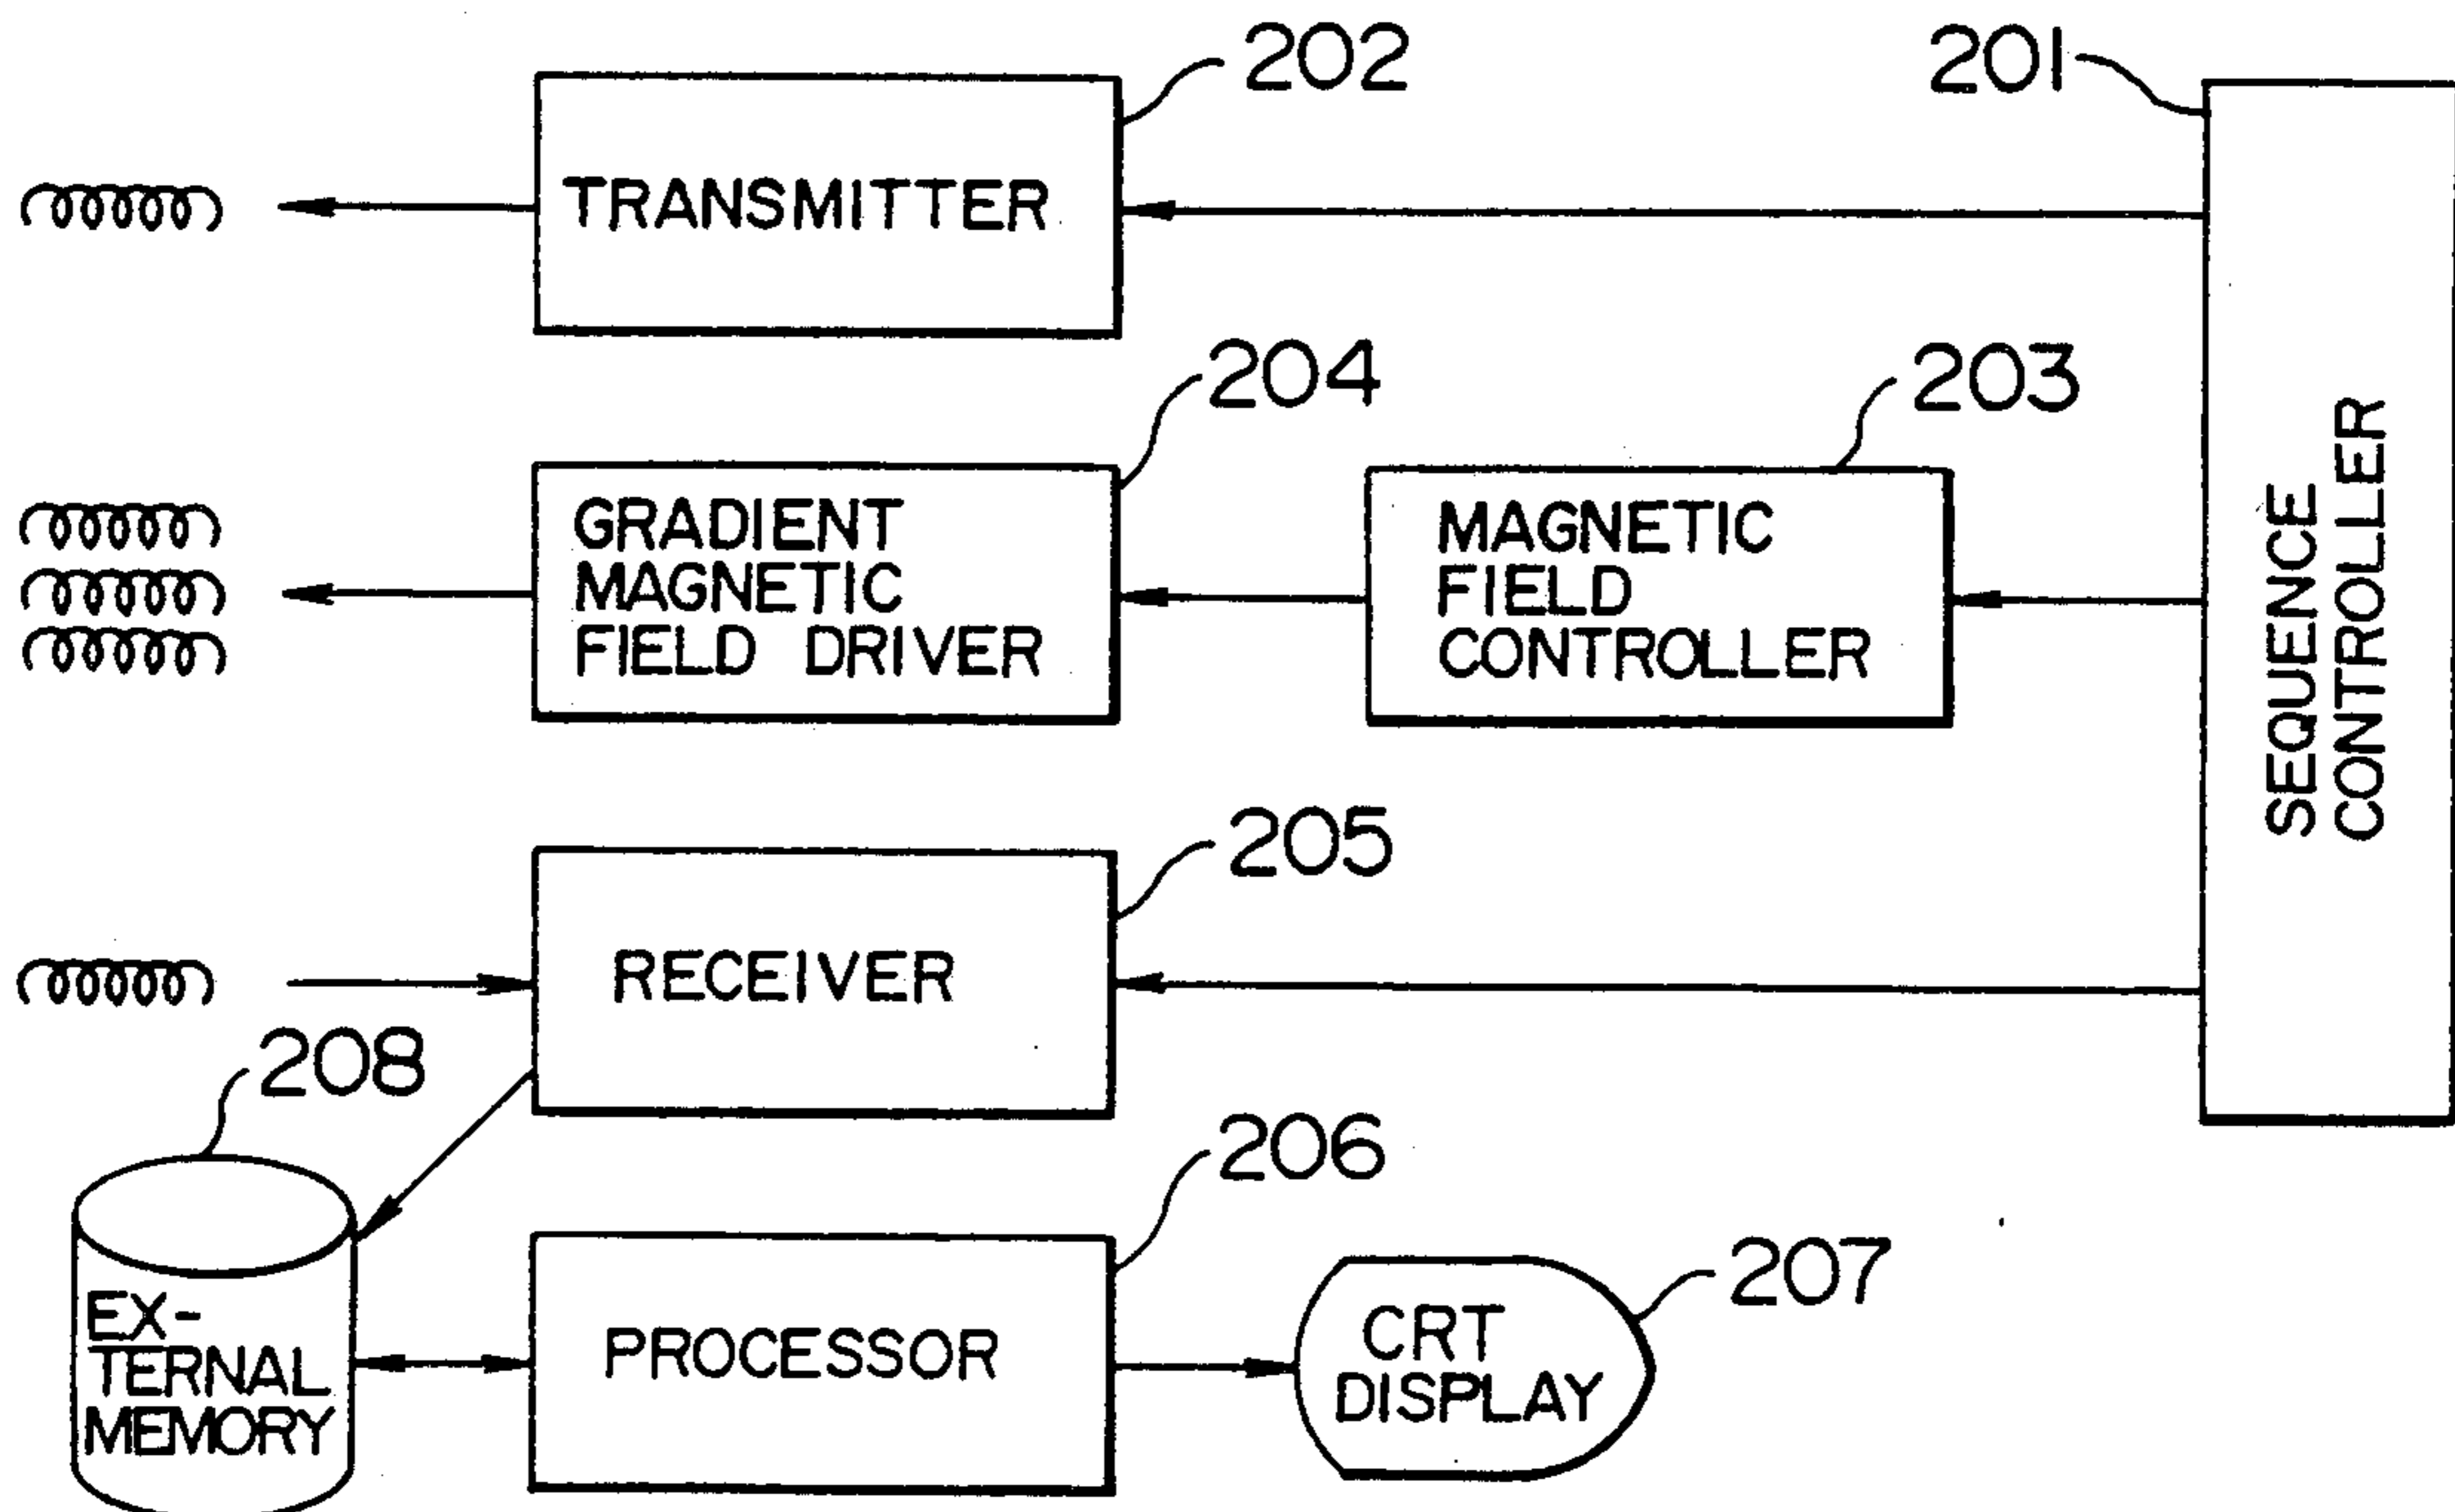 202
201
TRANSMITTER
204
203
GRADIENT
MAGNETIC
FIELD DRIVER
MAGNETIC
FIELD
CONTROLLER
SEQUENCE
CONTROLLER
205
RECEIVER
208
206
207
EX-
TERNAL
MEMORY
PROCESSOR
CRT
DISPLAY